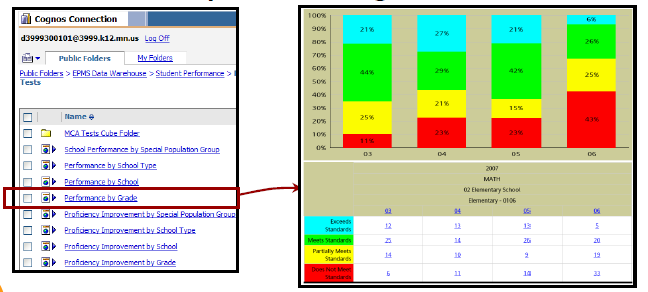 Cognos Connection
d3999300101@3999.k12.mn.us Log Off
Public Folders My Folders
Public Folders > EPMS Data Warehouse > Student Performance >
Tests
Name
MCA Tests Cube Folder
School Performance by Special Population Group
Performance by School Type
Performance by School
Performance by Grade
Proficiency Improvement by Special Population Group
Proficiency Improvement by School Type
Proficiency Improvement by School
Proficiency Improvement by Grade
100%
90%
80%
70%
60%
50%
40%
30%
20%
10%
0%
21% 27% 21% 6%
44% 29% 42% 26%
25% 21% 15% 25%
11% 23% 43%
03 04 05 06
2007
MATH
02 Elementary School
Elementary - 0106
03 04 05 06
Exceeds
Standards
12 13 13 5
Meets Standards 25 14 26 20
Partially Meets
Standards
14 10 9 19
Does Not Meet
Standards
6 11 33